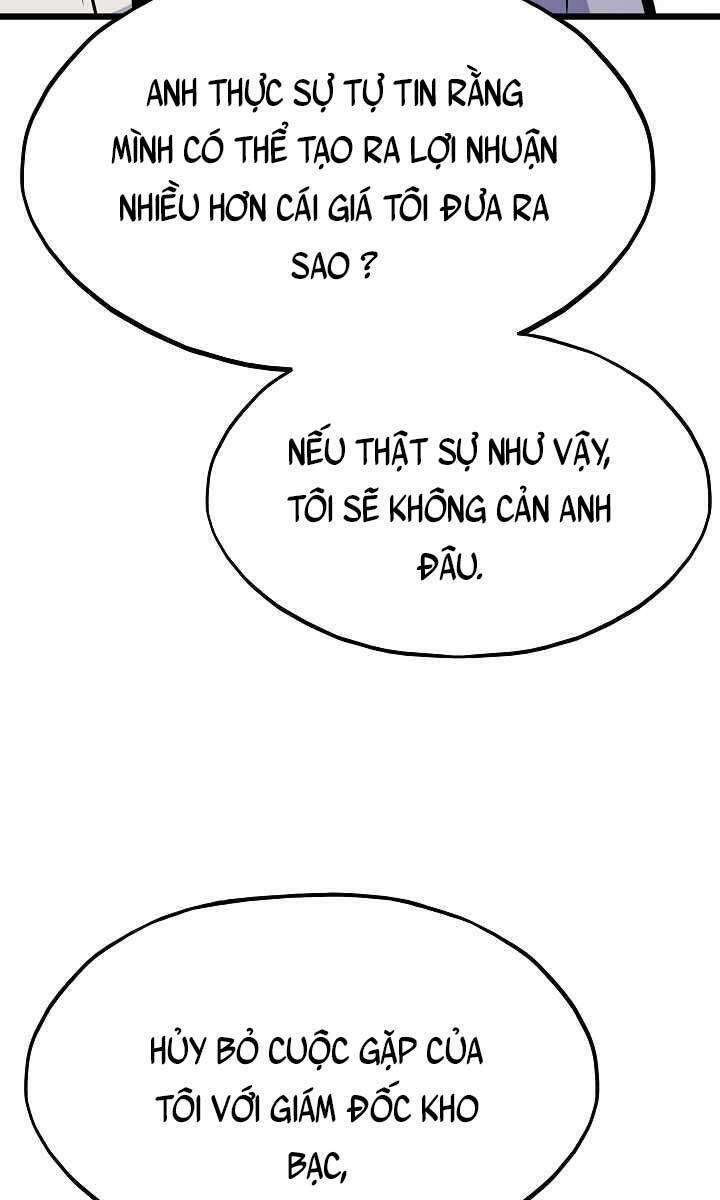 ANH THỰC SỰ TỰ TIN RẰNG
MÌNH CÓ THỂ TẠO RA LỢI NHUẬN
NHIỀU HƠN CÁI GIÁ TÔI ĐƯA RA
SAO ?
NẾU THẬT SỰ NHƯ VẬY,
TÔI SẼ KHÔNG CẢN ANH
ĐÂU.
HỦY BỎ CUỘC GẶP CỦA
TÔI VỚI GIÁM ĐỐC KHO
BẠC,